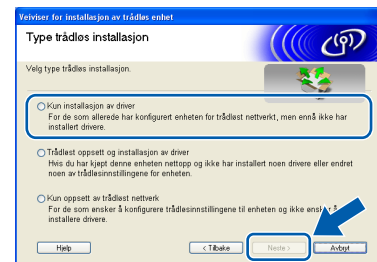 Veiviser for installasjon av trådløs enhet
Type trådløs installasjon
Velg type trådløs installasjon.
Kun installasjon av driver
For de som allerede har konfigurert enheten for trådløst nettverkt, men ennå ikke har
installert drivere.
Trådløst oppsett og installasjon av driver
Hvis du har kjøpt denne enheten nettopp og ikke har installert noen drivere eller endret
noen av trådløsinnstillingene for enheten.
Kun oppsett av trådløst nettverk
For de som ønsker å konfigurere trådløsinnstillingene til enheten og ikke ønsker å
installere drivere.
Hjelp
< Tilbake
Neste >
Avbryt